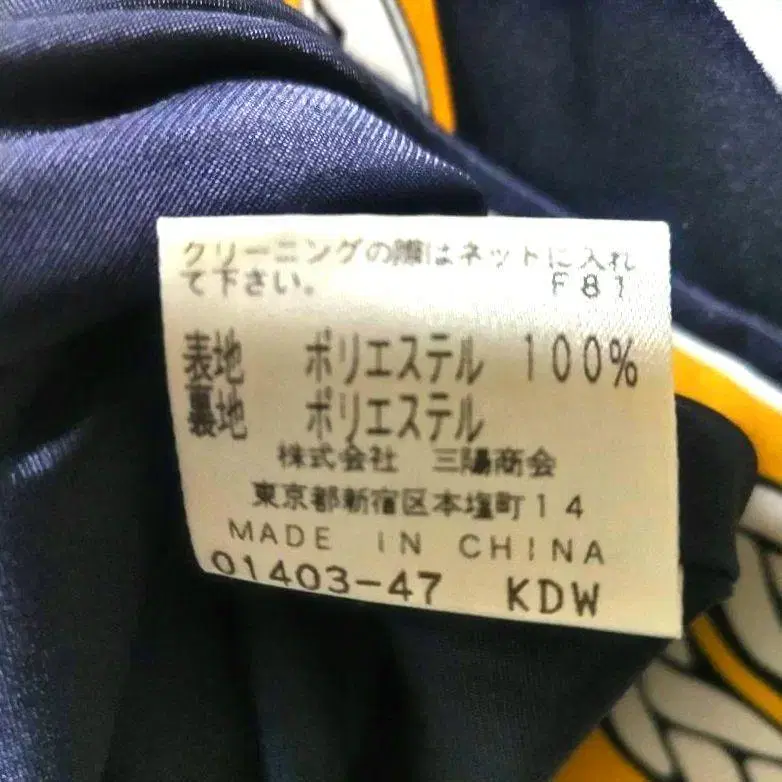 クリーニングの際はネットに入れ
て下さい。 F81
表地 ポリエステル 100%
裏地 ポリエステル
株式会社 三陽商会
東京都新宿区本塩町14
MADE IN CHINA
01403-47 KDW